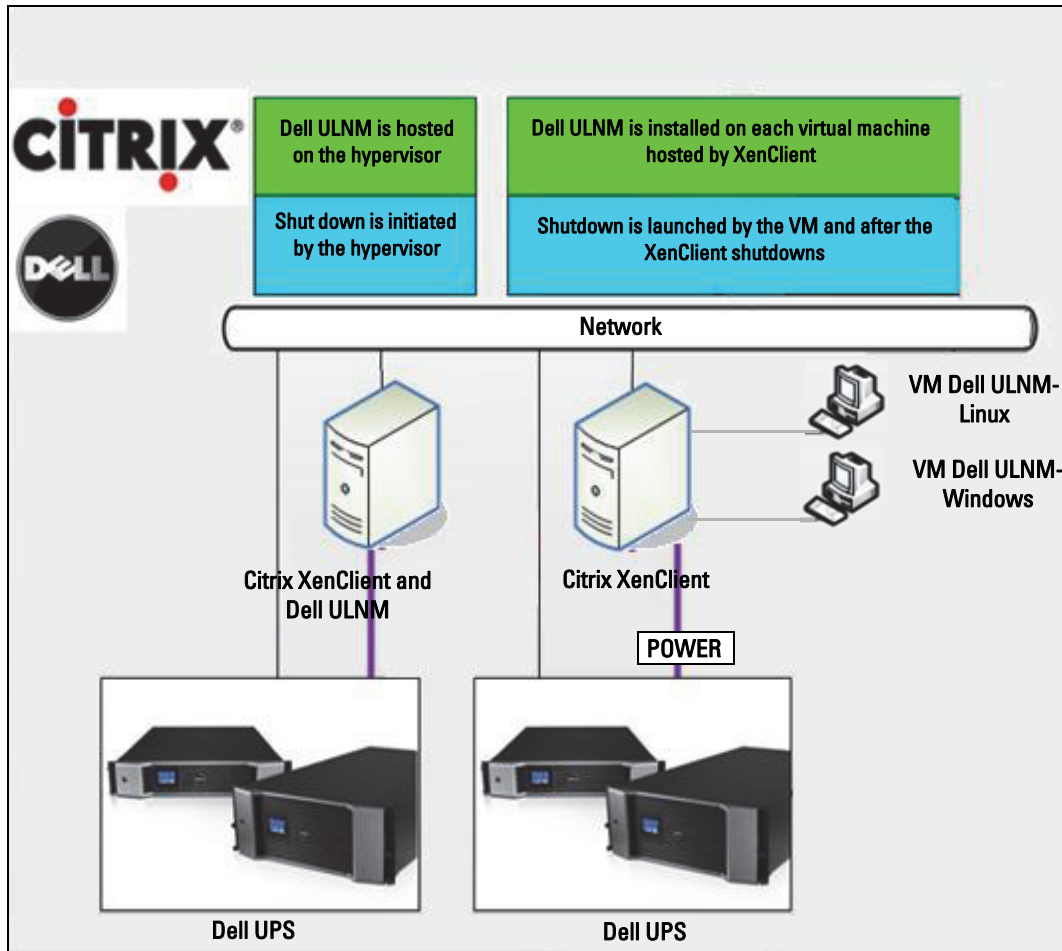 CiTRIX®
DELL
Dell ULNM is hosted
on the hypervisor
Dell ULNM is installed on each virtual machine
hosted by XenClient
Shut down is initiated
by the hypervisor
Shutdown is launched by the VM and after the
XenClient shutdowns
Network
VM Dell ULNM-
Linux
VM Dell ULNM-
Windows
Citrix XenClient and
Dell ULNM
Citrix XenClient
POWER
Dell UPS
Dell UPS